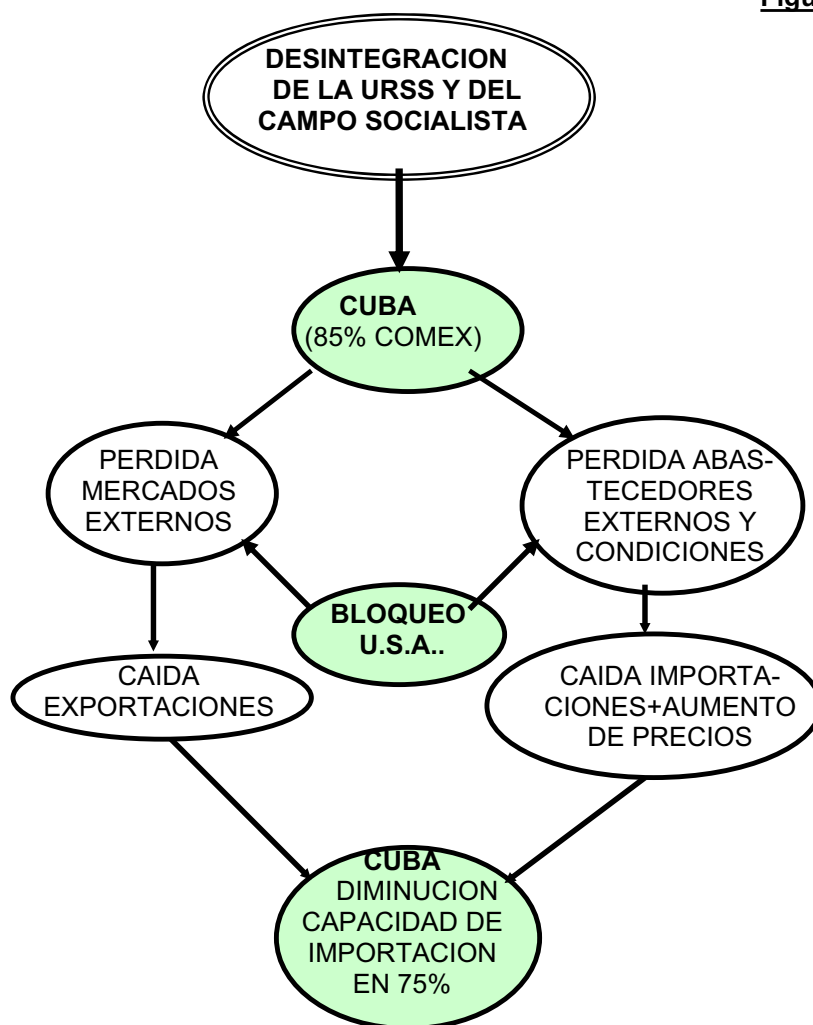 Figu
DESINTEGRACION
DE LA URSS Y DEL
CAMPO SOCIALISTA
CUBA
(85% COMEX)
PERDIDA
MERCADOS
EXTERNOS
PERDIDA ABAS-
TECEDORES
EXTERNOS Y
CONDICIONES
BLOQUEO
U.S.A..
CAIDA
EXPORTACIONES
CAIDA IMPORTA-
CIONES+AUMENTO
DE PRECIOS
CUBA
DIMINUCION
CAPACIDAD DE
IMPORTACION
EN 75%